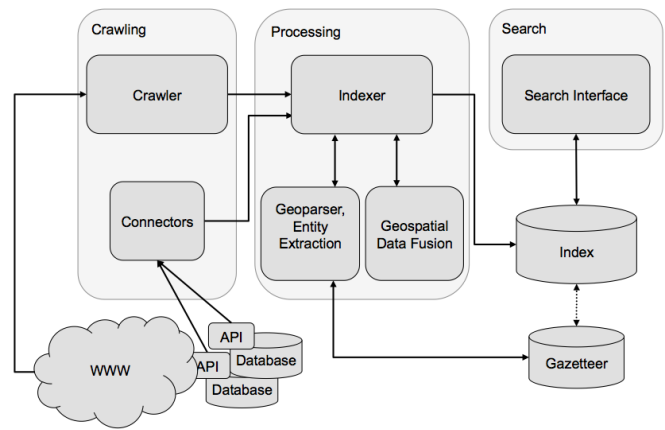 Crawling
Processing
Search
Crawler
Indexer
Search Interface
Connectors
Geoparser,
Entity
Extraction
Geospatial
Data Fusion
Index
API
Database
WWW
API
Database
Gazetteer